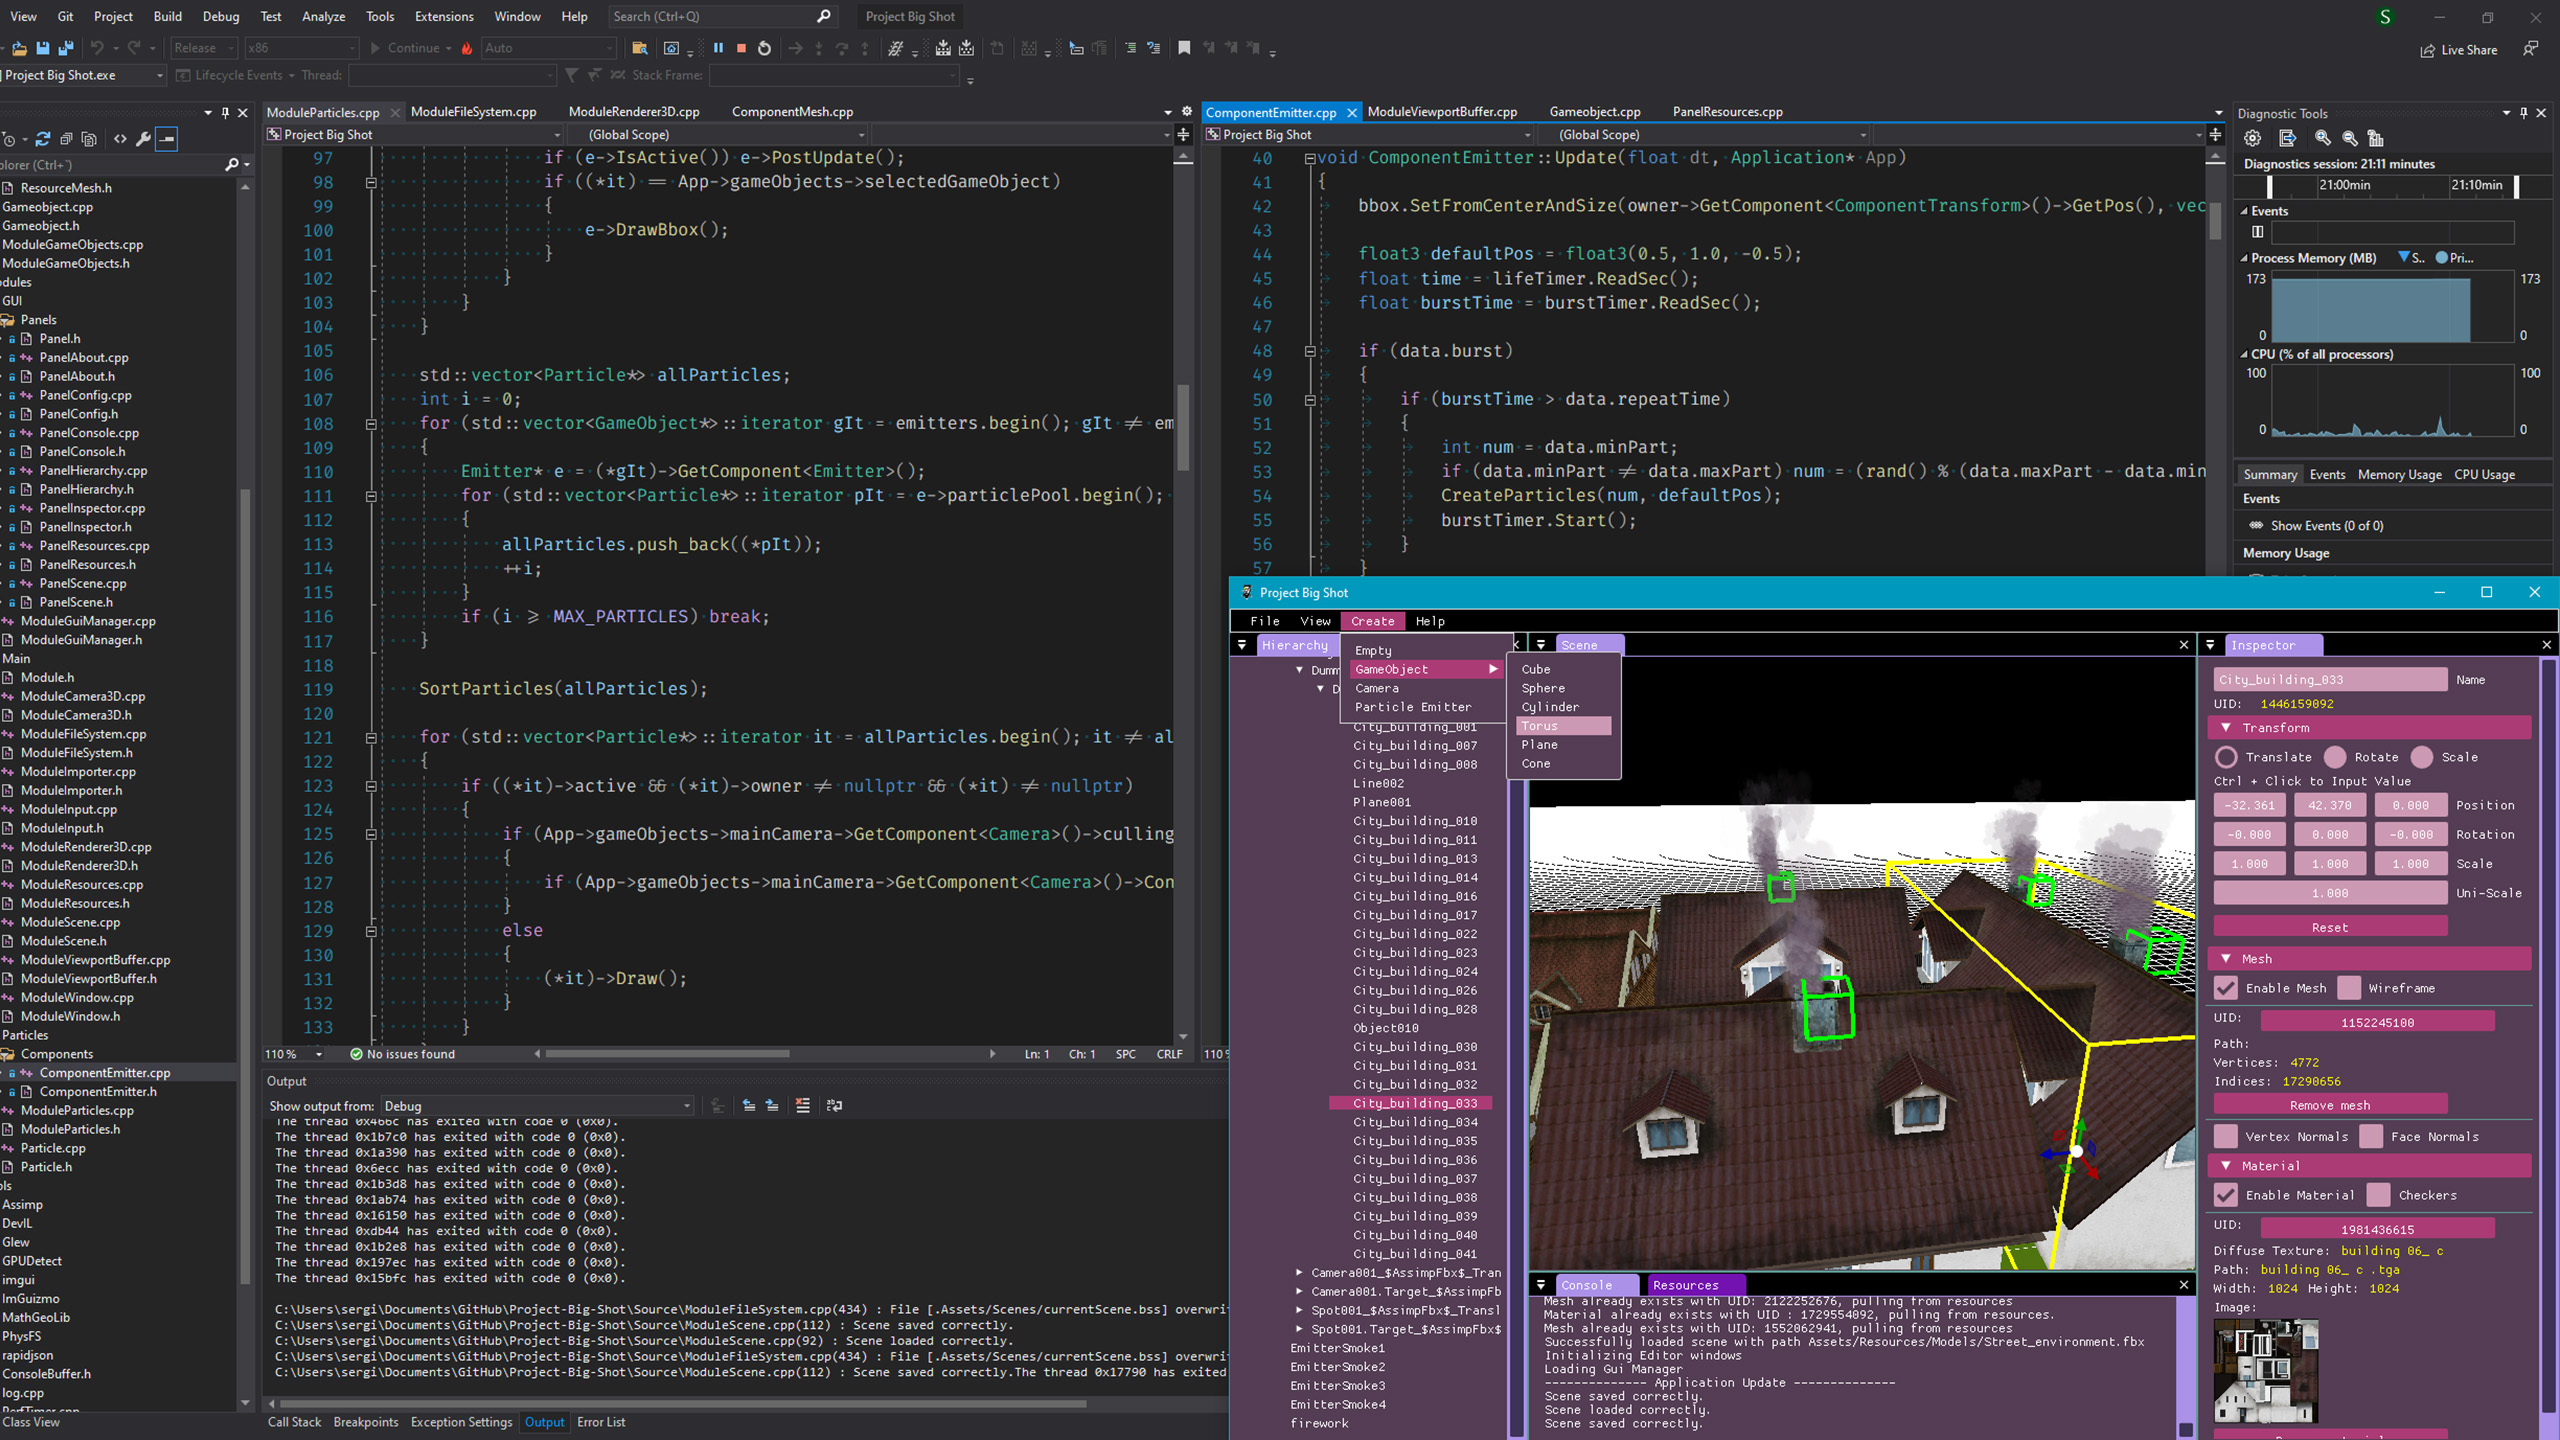 View Git Project Build Debug Test Analyze Tools Extensions Window Help Search (Ctrl+Q) Project Big Shot S
Release x86 Continue Auto Live Share
Project Big Shot.exe Lifecycle Events Thread: Stack Frame:
plorer (Ctrl+`)
ResourceMesh.h
Gameobject.cpp
Gameobject.h
ModuleGameObjects.cpp
ModuleGameObjects.h
dules
GUI
Panels
Panel.h
PanelAbout.cpp
PanelAbout.h
PanelConfig.cpp
PanelConfig.h
PanelConsole.cpp
PanelConsole.h
PanelHierarchy.cpp
PanelHierarchy.h
PanelInspector.cpp
PanelInspector.h
PanelResources.cpp
PanelResources.h
PanelScene.cpp
PanelScene.h
ModuleGuiManager.cpp
ModuleGuiManager.h
Main
Module.h
ModuleCamera3D.cpp
ModuleCamera3D.h
ModuleFileSystem.cpp
ModuleFileSystem.h
ModuleImporter.cpp
ModuleImporter.h
ModuleInput.cpp
ModuleInput.h
ModuleRenderer3D.cpp
ModuleRenderer3D.h
ModuleResources.cpp
ModuleResources.h
ModuleScene.cpp
ModuleScene.h
ModuleViewportBuffer.cpp
ModuleViewportBuffer.h
ModuleWindow.cpp
ModuleWindow.h
Particles
Components
ComponentEmitter.cpp
ComponentEmitter.h
ModuleParticles.cpp
ModuleParticles.h
Particle.cpp
Particle.h
ols
Assimp
DevIL
Glew
GPUDetect
imgui
ImGuizmo
MathGeoLib
PhysFS
rapidjson
ConsoleBuffer.h
log.cpp
PerfTimer.cpp
Class View
ModuleParticles.cpp ModuleFileSystem.cpp ModuleRenderer3D.cpp ComponentMesh.cpp
Project Big Shot (Global Scope)
97 if (e->IsActive()) e->PostUpdate();
98 if ((*it) == App->gameObjects->selectedGameObject)
99 {
100 e->DrawBbox();
101 }
102 }
103 }
104 }
105
106 std::vector<Particle*> allParticles;
107 int i = 0;
108 for (std::vector<GameObject*>::iterator gIt = emitters.begin(); gIt != em
109 {
110 Emitter* e = (*gIt)->GetComponent<Emitter>();
111 for (std::vector<Particle*>::iterator pIt = e->particlePool.begin();
112 {
113 allParticles.push_back((*pIt));
114 ++i;
115 }
116 if (i >= MAX_PARTICLES) break;
117 }
118
119 SortParticles(allParticles);
120
121 for (std::vector<Particle*>::iterator it = allParticles.begin(); it != al
122 {
123 if ((*it)->active && (*it)->owner != nullptr && (*it) != nullptr)
124 {
125 if (App->gameObjects->mainCamera->GetComponent<Camera>()->culling
126 {
127 if (App->gameObjects->mainCamera->GetComponent<Camera>()->Con
128 }
129 else
130 {
131 (*it)->Draw();
132 }
133 }
110 % No issues found Ln: 1 Ch: 1 SPC CRLF
Output
Show output from: Debug
The thread 0x466c has exited with code 0 (0x0).
The thread 0x1b7c0 has exited with code 0 (0x0).
The thread 0x1a390 has exited with code 0 (0x0).
The thread 0x6ecc has exited with code 0 (0x0).
The thread 0x1b3d8 has exited with code 0 (0x0).
The thread 0x1ab74 has exited with code 0 (0x0).
The thread 0x16150 has exited with code 0 (0x0).
The thread 0xdb44 has exited with code 0 (0x0).
The thread 0x1b2e8 has exited with code 0 (0x0).
The thread 0x197ec has exited with code 0 (0x0).
The thread 0x15bfc has exited with code 0 (0x0).
C:\Users\sergi\Documents\GitHub\Project-Big-Shot\Source\ModuleFileSystem.cpp(434) : File [.Assets/Scenes/currentScene.bss] overwrit
C:\Users\sergi\Documents\GitHub\Project-Big-Shot\Source\ModuleScene.cpp(112) : Scene saved correctly.
C:\Users\sergi\Documents\GitHub\Project-Big-Shot\Source\ModuleScene.cpp(92) : Scene loaded correctly.
C:\Users\sergi\Documents\GitHub\Project-Big-Shot\Source\ModuleFileSystem.cpp(434) : File [.Assets/Scenes/currentScene.bss] overwrit
C:\Users\sergi\Documents\GitHub\Project-Big-Shot\Source\ModuleScene.cpp(112) : Scene saved correctly.The thread 0x17790 has exited
Call Stack Breakpoints Exception Settings Output Error List
ComponentEmitter.cpp ModuleViewportBuffer.cpp Gameobject.cpp PanelResources.cpp
Project Big Shot (Global Scope)
40 void ComponentEmitter::Update(float dt, Application* App)
41 {
42 bbox.SetFromCenterAndSize(owner->GetComponent<ComponentTransform>()->GetPos(), vec
43
44 float3 defaultPos = float3(0.5, 1.0, -0.5);
45 float time = lifeTimer.ReadSec();
46 float burstTime = burstTimer.ReadSec();
47
48 if (data.burst)
49 {
50 if (burstTime > data.repeatTime)
51 {
52 int num = data.minPart;
53 if (data.minPart != data.maxPart) num = (rand() % (data.maxPart - data.min
54 CreateParticles(num, defaultPos);
55 burstTimer.Start();
56 }
57 }
110 %
Diagnostic Tools
Diagnostics session: 21:11 minutes
21:00min 21:10min
Events
Process Memory (MB) S.. Pri...
173 173
0 0
CPU (% of all processors)
100 100
0 0
Summary Events Memory Usage CPU Usage
Events
Show Events (0 of 0)
Memory Usage
Project Big Shot
File View Create Help
Hierarchy
Dumm
D
Empty
GameObject
Camera
Particle Emitter
Cube
Sphere
Cylinder
Torus
Plane
Cone
City_building_001
City_building_007
City_building_008
Line002
Plane001
City_building_010
City_building_011
City_building_013
City_building_014
City_building_016
City_building_017
City_building_022
City_building_023
City_building_024
City_building_026
City_building_028
Object010
City_building_030
City_building_031
City_building_032
City_building_033
City_building_034
City_building_035
City_building_036
City_building_037
City_building_038
City_building_039
City_building_040
City_building_041
Camera001_$AssimpFbx$_Tran
Camera001.Target_$AssimpFb
Spot001_$AssimpFbx$_Transl
Spot001.Target_$AssimpFbx$
EmitterSmoke1
EmitterSmoke2
EmitterSmoke3
EmitterSmoke4
firework
Scene
Console Resources
Mesh already exists with UID: 2122252676, pulling from resources
Material already exists with UID : 1729554092, pulling from resources.
Mesh already exists with UID: 1552062941, pulling from resources
Successfully loaded scene with path Assets/Resources/Models/Street_environment.fbx
Initializing Editor windows
Loading Gui Manager
-------------- Application Update --------------
Scene saved correctly.
Scene loaded correctly.
Scene saved correctly.
Inspector
City_building_033 Name
UID: 1446159092
Transform
Translate Rotate Scale
Ctrl + Click to Input Value
-32.361 42.370 0.000 Position
-0.000 0.000 -0.000 Rotation
1.000 1.000 1.000 Scale
1.000 Uni-Scale
Reset
Mesh
Enable Mesh Wireframe
UID: 1152245100
Path:
Vertices: 4772
Indices: 17290656
Remove mesh
Vertex Normals Face Normals
Material
Enable Material Checkers
UID: 1981436615
Diffuse Texture: building 06_ c
Path: building 06_ c .tga
Width: 1024 Height: 1024
Image: